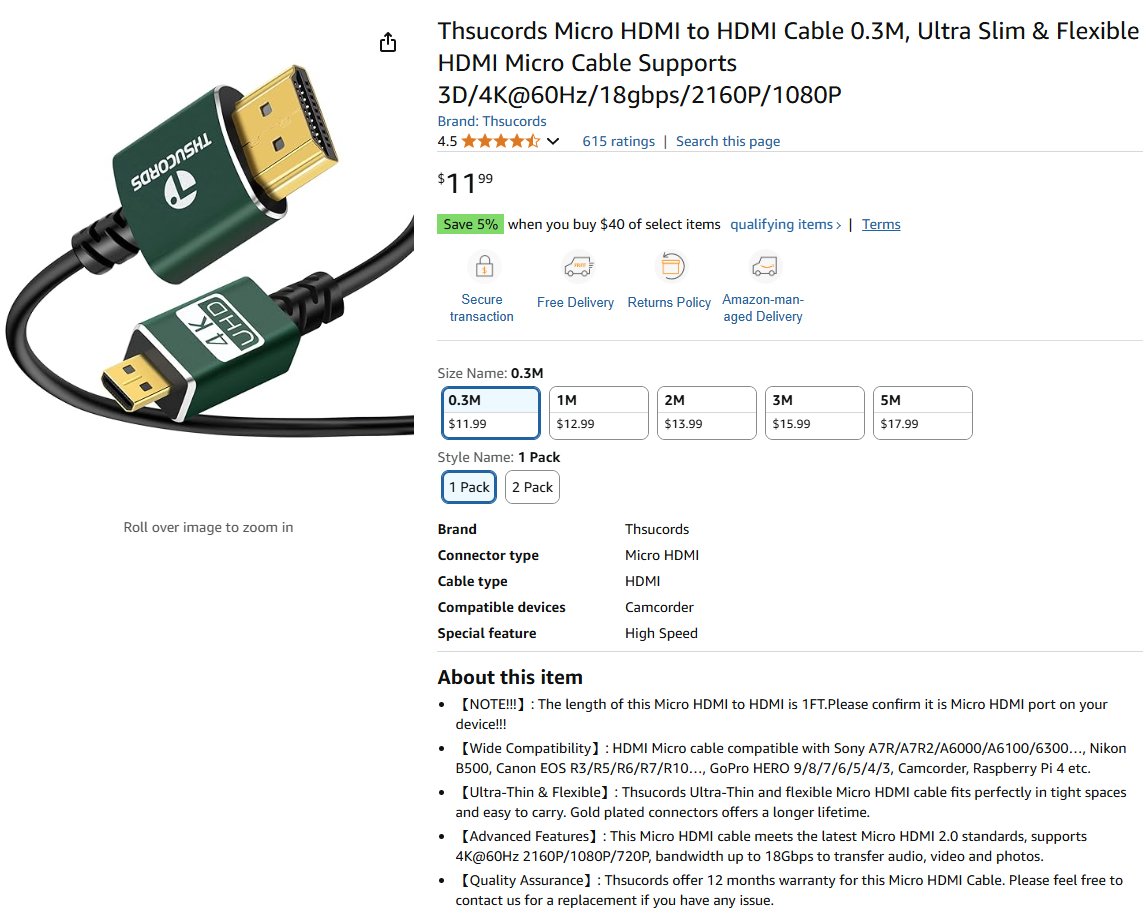 Thsucords Micro HDMI to HDMI Cable 0.3M, Ultra Slim & Flexible
HDMI Micro Cable Supports
3D/4K@60Hz/18gbps/2160P/1080P
Brand: Thsucords
4.5 615 ratings | Search this page
$11 99
Save 5% when you buy $40 of select items qualifying items › | Terms
FREE
Secure transaction
Free Delivery
Returns Policy
Amazon-man-
aged Delivery
Size Name: 0.3M
0.3M 1M 2M 3M 5M
$11.99 $12.99 $13.99 $15.99 $17.99
Style Name: 1 Pack
1 Pack 2 Pack
Brand Thsucords
Connector type Micro HDMI
Cable type HDMI
Compatible devices Camcorder
Special feature High Speed
About this item
• 【NOTE!!!】: The length of this Micro HDMI to HDMI is 1FT.Please confirm it is Micro HDMI port on your
device!!!
• 【Wide Compatibility】: HDMI Micro cable compatible with Sony A7R/A7R2/A6000/A6100/6300…, Nikon
B500, Canon EOS R3/R5/R6/R7/R10…, GoPro HERO 9/8/7/6/5/4/3, Camcorder, Raspberry Pi 4 etc.
• 【Ultra-Thin & Flexible】: Thsucords Ultra-Thin and flexible Micro HDMI cable fits perfectly in tight spaces
and easy to carry. Gold plated connectors offers a longer lifetime.
• 【Advanced Features】: This Micro HDMI cable meets the latest Micro HDMI 2.0 standards, supports
4K@60Hz 2160P/1080P/720P, bandwidth up to 18Gbps to transfer audio, video and photos.
• 【Quality Assurance】: Thsucords offer 12 months warranty for this Micro HDMI Cable. Please feel free to
contact us for a replacement if you have any issue.
THSUCORDS
4K
UHD
Roll over image to zoom in